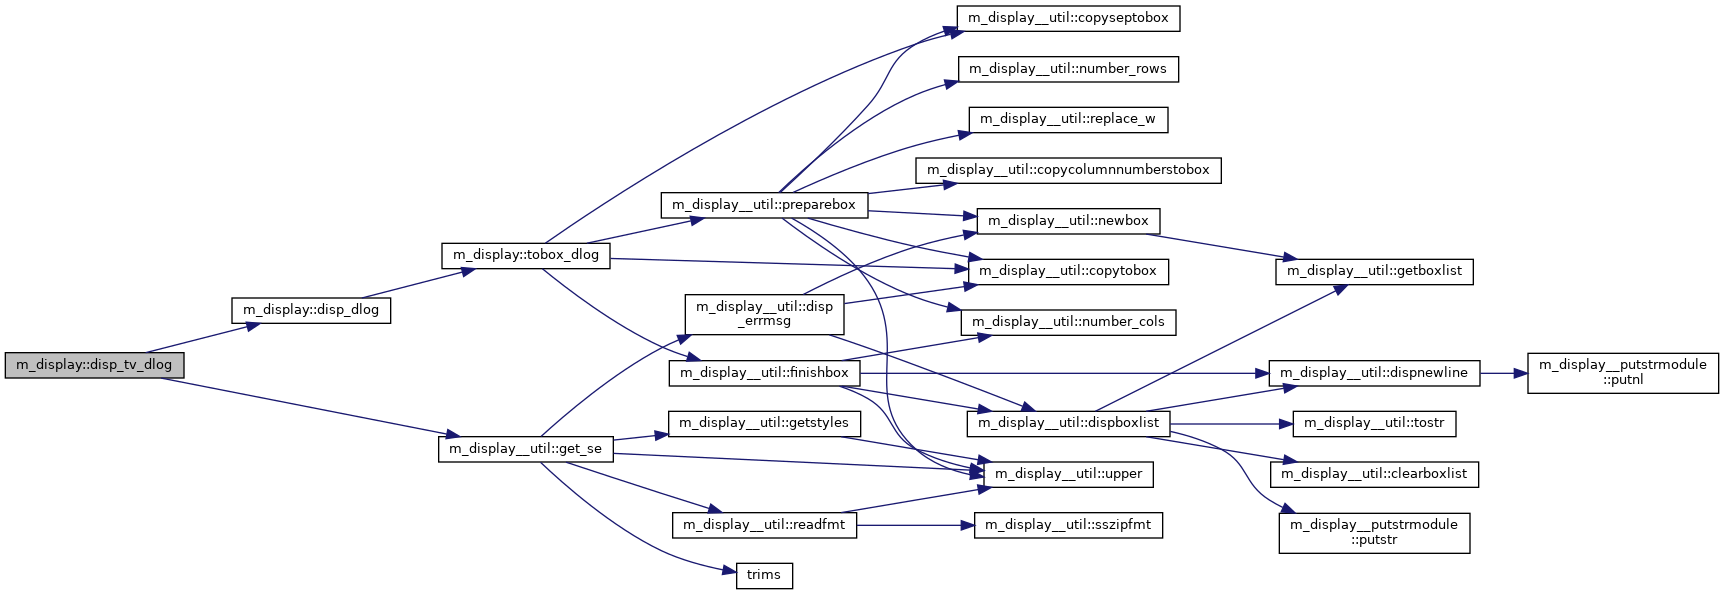 m_display__util::copyseptobox
m_display__util::number_rows
m_display__util::replace_w
m_display__util::copycolumnnumberstobox
m_display__util::preparebox
m_display__util::newbox
m_display::tobox_dlog
m_display__util::copytobox
m_display__util::getboxlist
m_display::disp_dlog
m_display__util::disp
_errmsg
m_display__util::number_cols
m_display::disp_tv_dlog
m_display__util::finishbox
m_display__util::dispnewline
m_display__putstrmodule
::putnl
m_display__util::getstyles
m_display__util::dispboxlist
m_display__util::tostr
m_display__util::get_se
m_display__util::upper
m_display__util::clearboxlist
m_display__util::readfmt
m_display__util::sszipfmt
m_display__putstrmodule
::putstr
trims